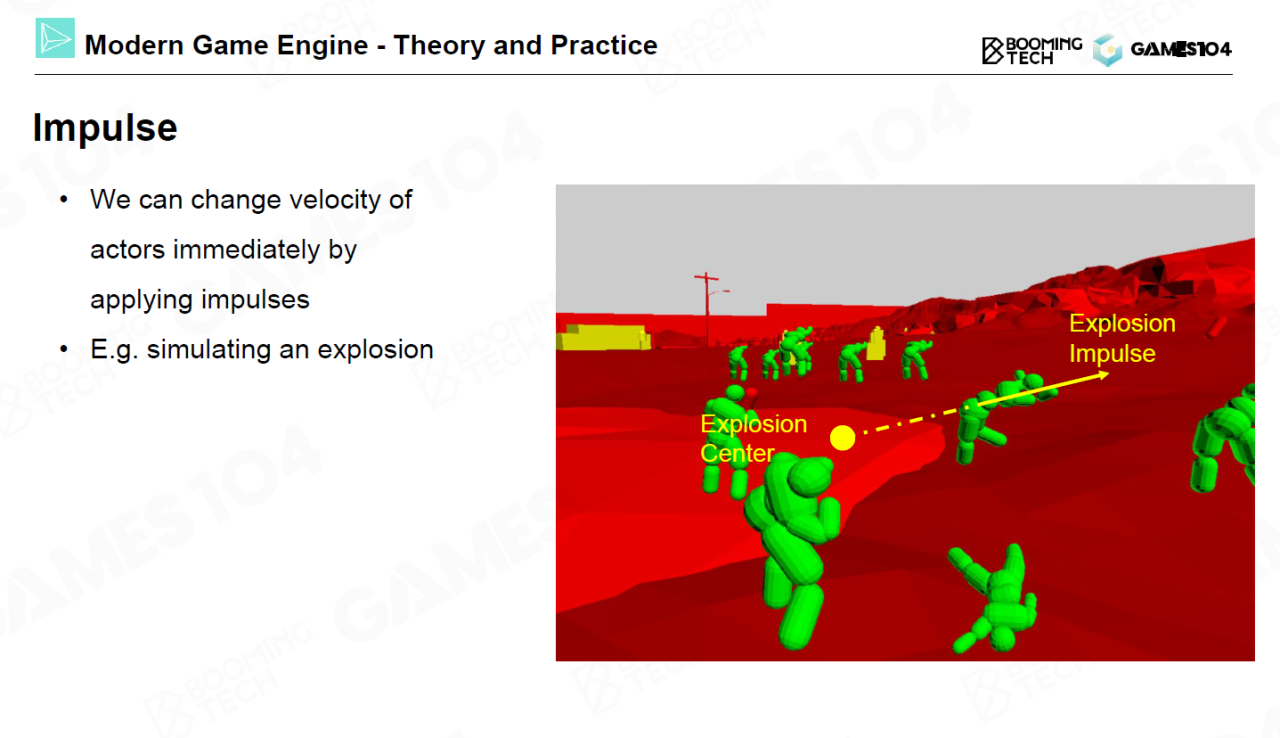 Modern Game Engine - Theory and Practice
BOOMING
TECH
GAMES104
Impulse
• We can change velocity of
actors immediately by
applying impulses
• E.g. simulating an explosion
Explosion
Impulse
Explosion
Center